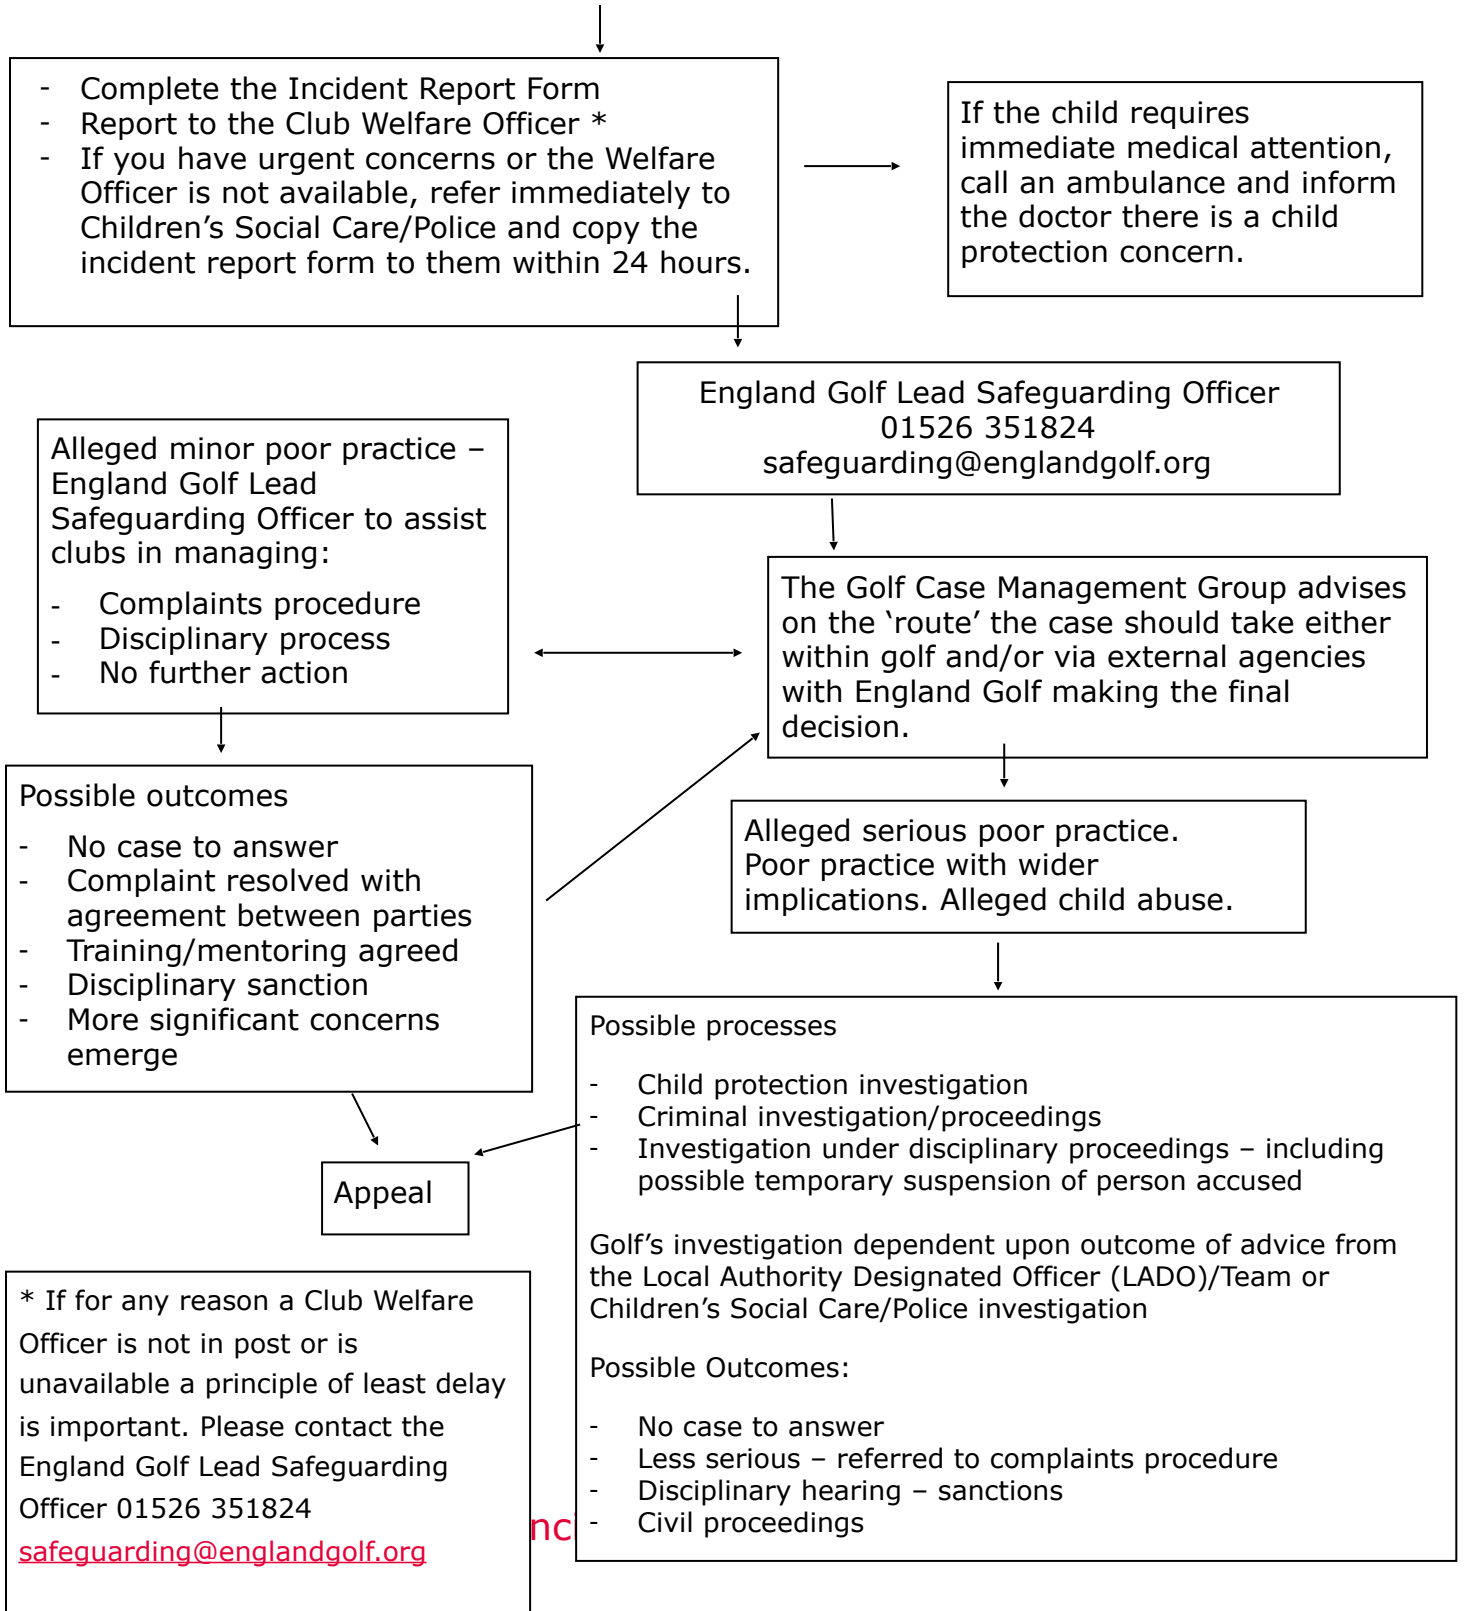 - Complete the Incident Report Form
- Report to the Club Welfare Officer *
- If you have urgent concerns or the Welfare
Officer is not available, refer immediately to
Children’s Social Care/Police and copy the
incident report form to them within 24 hours.
If the child requires
immediate medical attention,
call an ambulance and inform
the doctor there is a child
protection concern.
England Golf Lead Safeguarding Officer
01526 351824
safeguarding@englandgolf.org
Alleged minor poor practice –
England Golf Lead
Safeguarding Officer to assist
clubs in managing:
- Complaints procedure
- Disciplinary process
- No further action
The Golf Case Management Group advises
on the ‘route’ the case should take either
within golf and/or via external agencies
with England Golf making the final
decision.
Possible outcomes
- No case to answer
- Complaint resolved with
agreement between parties
- Training/mentoring agreed
- Disciplinary sanction
- More significant concerns
emerge
Alleged serious poor practice.
Poor practice with wider
implications. Alleged child abuse.
Possible processes
- Child protection investigation
- Criminal investigation/proceedings
- Investigation under disciplinary proceedings – including
possible temporary suspension of person accused
Golf’s investigation dependent upon outcome of advice from
the Local Authority Designated Officer (LADO)/Team or
Children’s Social Care/Police investigation
Possible Outcomes:
- No case to answer
- Less serious – referred to complaints procedure
- Disciplinary hearing – sanctions
- Civil proceedings
Appeal
* If for any reason a Club Welfare
Officer is not in post or is
unavailable a principle of least delay
is important. Please contact the
England Golf Lead Safeguarding
Officer 01526 351824
safeguarding@englandgolf.org